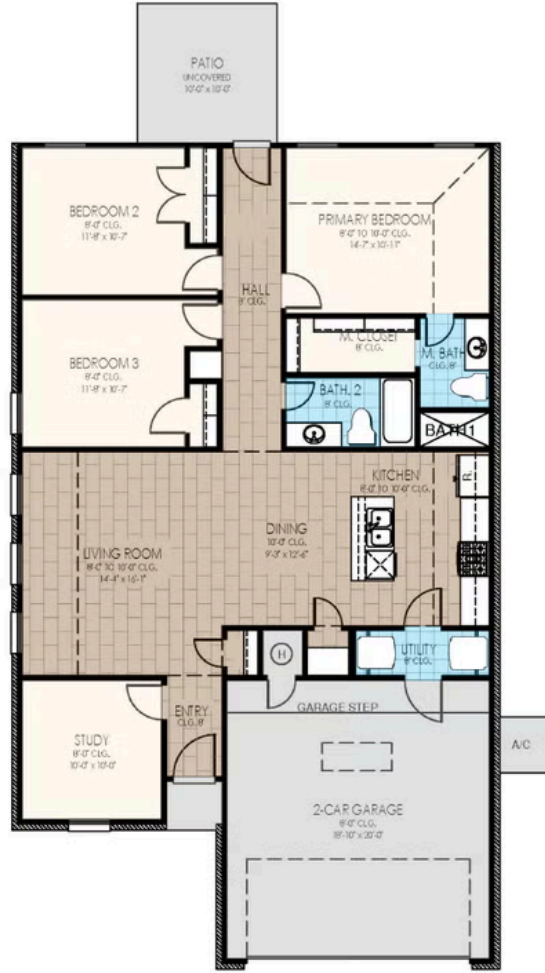 PATIO
UNCOVERED
10'-0" x 10'-0"
BEDROOM 2
8'-0" CLG.
11'-8" x 10'-7"
PRIMARY BEDROOM
8'-0" TO 10'-0" CLG.
14'-7" x 10'-11"
HALL
8' CLG.
M. CLOSET
8' CLG.
M. BATH
CLG. 8'
BEDROOM 3
8'-0" CLG.
11'-8" x 10'-7"
BATH. 2
8' CLG.
BATH1
KITCHEN
8'-0" TO 10'-0" CLG.
R.
DINING
10'-0" CLG.
9'-3" x 12'-6"
LIVING ROOM
8'-0" TO 10'-0" CLG.
14'-4" x 16'-1"
H
UTILITY
8' CLG.
ENTRY
CLG. 8'
GARAGE STEP
STUDY
8'-0" CLG.
10'-0" x 10'-0"
A/C
2-CAR GARAGE
8'-0" CLG.
18'-10" x 20'-0"